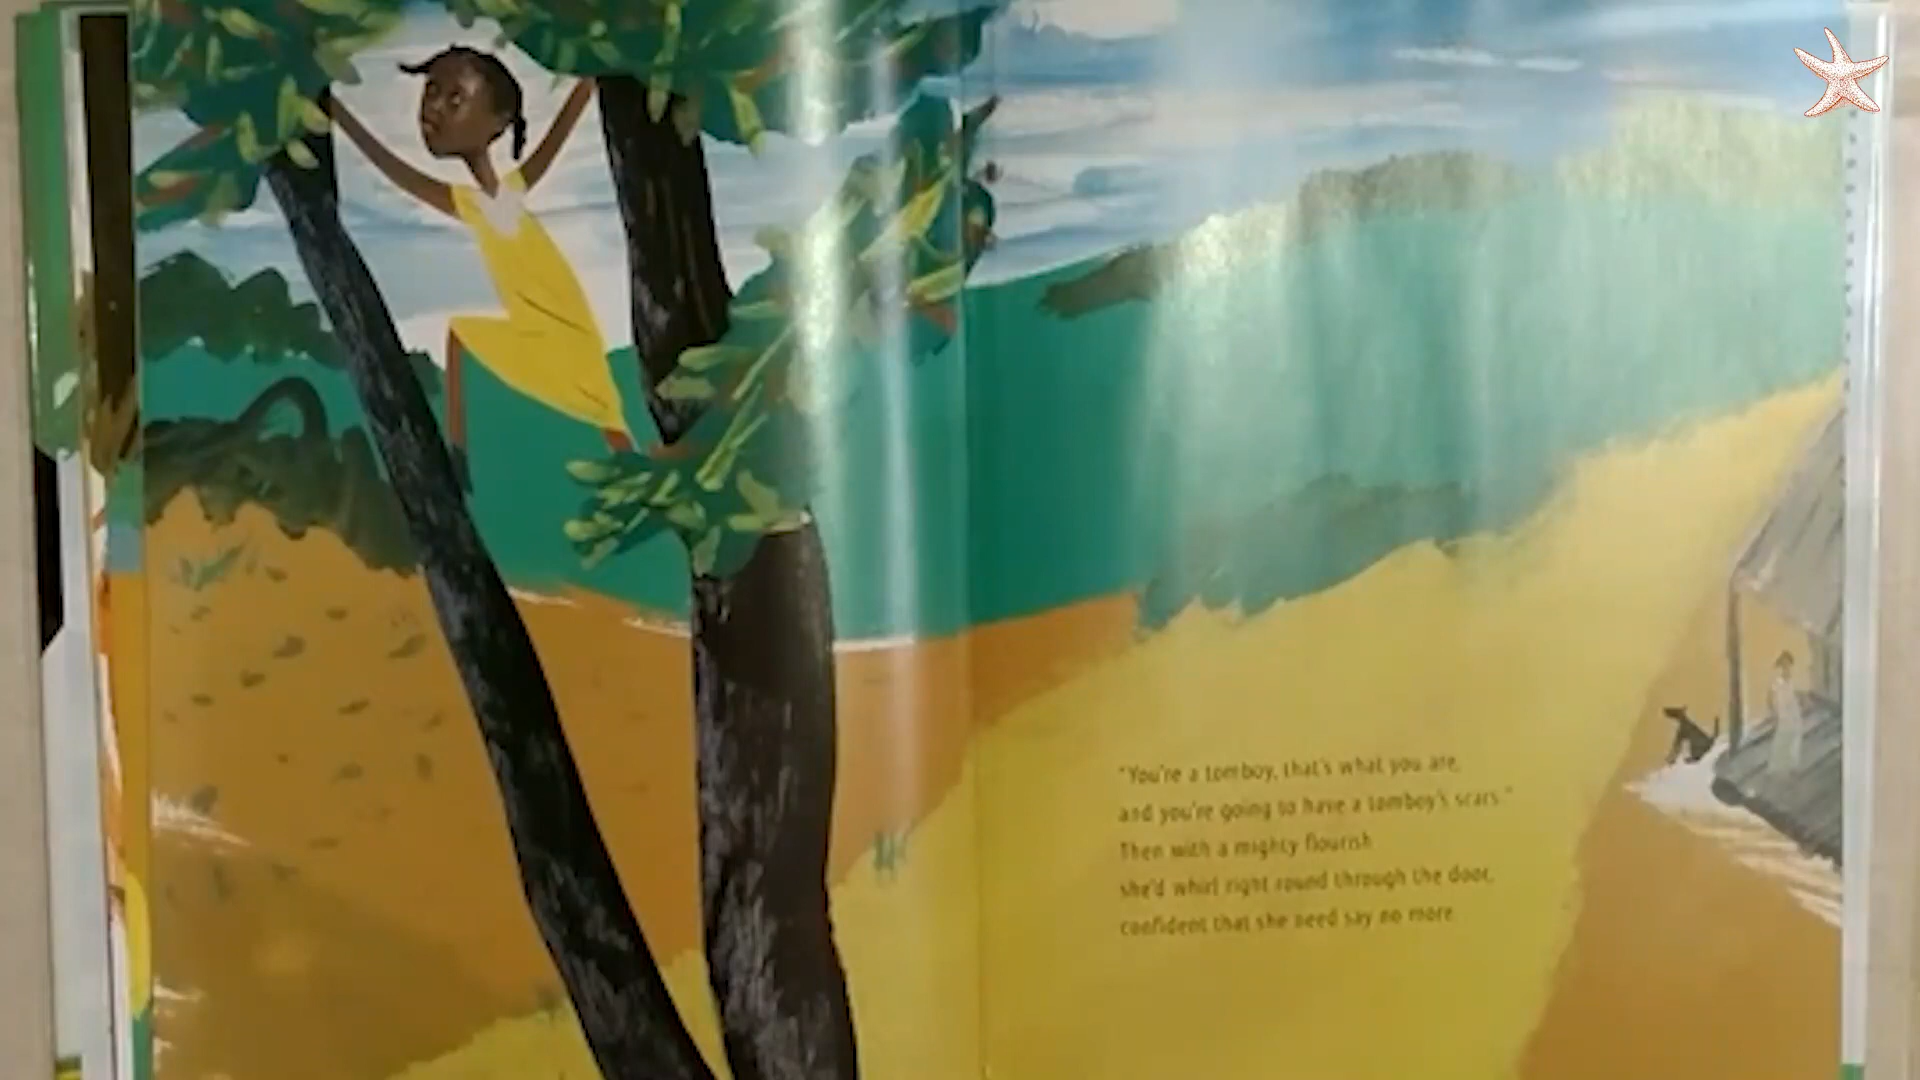 "You're a tomboy, that's what you are,
and you're going to have a tomboy's scars."
Then with a mighty flourish
she'd whirl right round through the door,
confident that she need say no more.